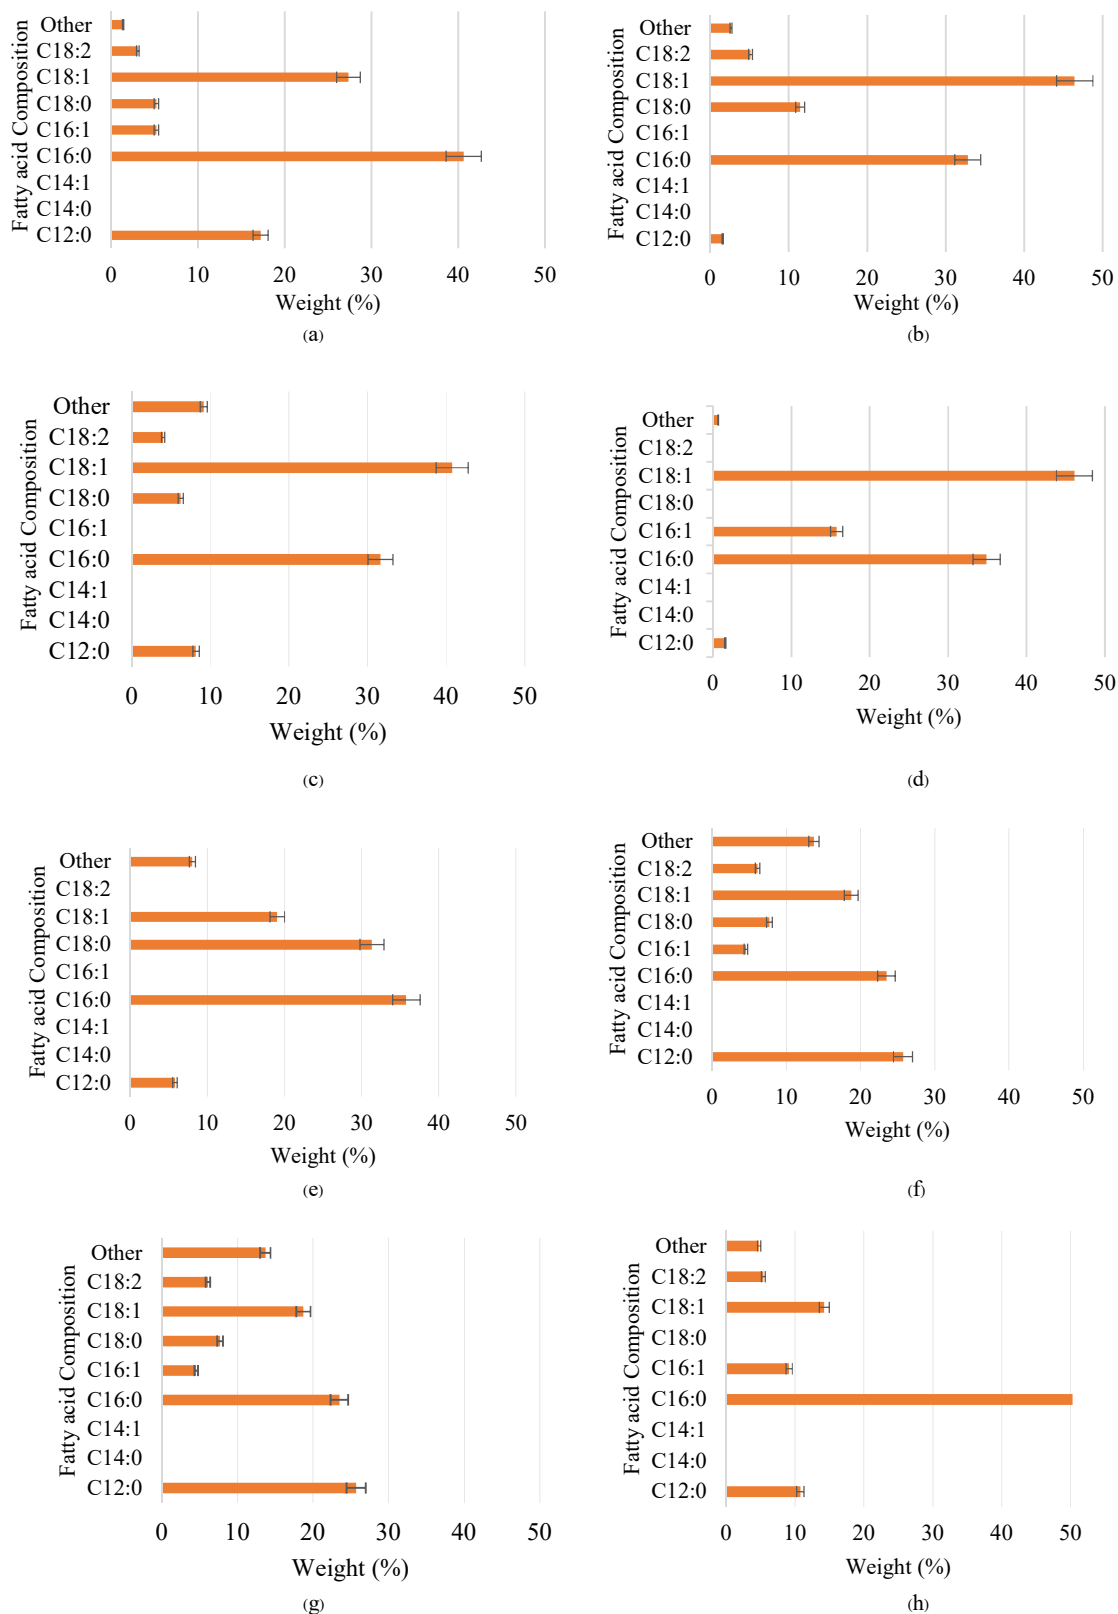 Fatty acid Composition
Other
C18:2
C18:1
C18:0
C16:1
C16:0
C14:1
C14:0
C12:0
0 10 20 30 40 50
Weight (%)
(a)
Fatty acid Composition
Other
C18:2
C18:1
C18:0
C16:1
C16:0
C14:1
C14:0
C12:0
0 10 20 30 40 50
Weight (%)
(b)
Fatty acid Composition
Other
C18:2
C18:1
C18:0
C16:1
C16:0
C14:1
C14:0
C12:0
0 10 20 30 40 50
Weight (%)
(c)
Fatty acid Composition
Other
C18:2
C18:1
C18:0
C16:1
C16:0
C14:1
C14:0
C12:0
0 10 20 30 40 50
Weight (%)
(d)
Fatty acid Composition
Other
C18:2
C18:1
C18:0
C16:1
C16:0
C14:1
C14:0
C12:0
0 10 20 30 40 50
Weight (%)
(e)
Fatty acid Composition
Other
C18:2
C18:1
C18:0
C16:1
C16:0
C14:1
C14:0
C12:0
0 10 20 30 40 50
Weight (%)
(f)
Fatty acid Composition
Other
C18:2
C18:1
C18:0
C16:1
C16:0
C14:1
C14:0
C12:0
0 10 20 30 40 50
Weight (%)
(g)
Fatty acid Composition
Other
C18:2
C18:1
C18:0
C16:1
C16:0
C14:1
C14:0
C12:0
0 10 20 30 40 50
Weight (%)
(h)